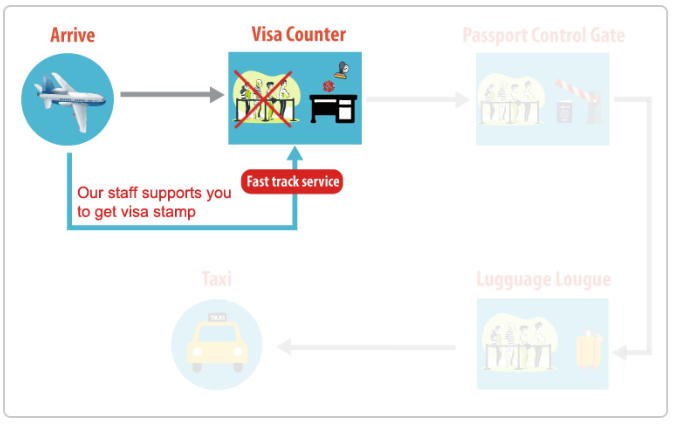 Arrive
Visa Counter
Passport Control Gate
Fast track service
Our staff supports you
to get visa stamp
Taxi
Lugguage Lougue
TAXI